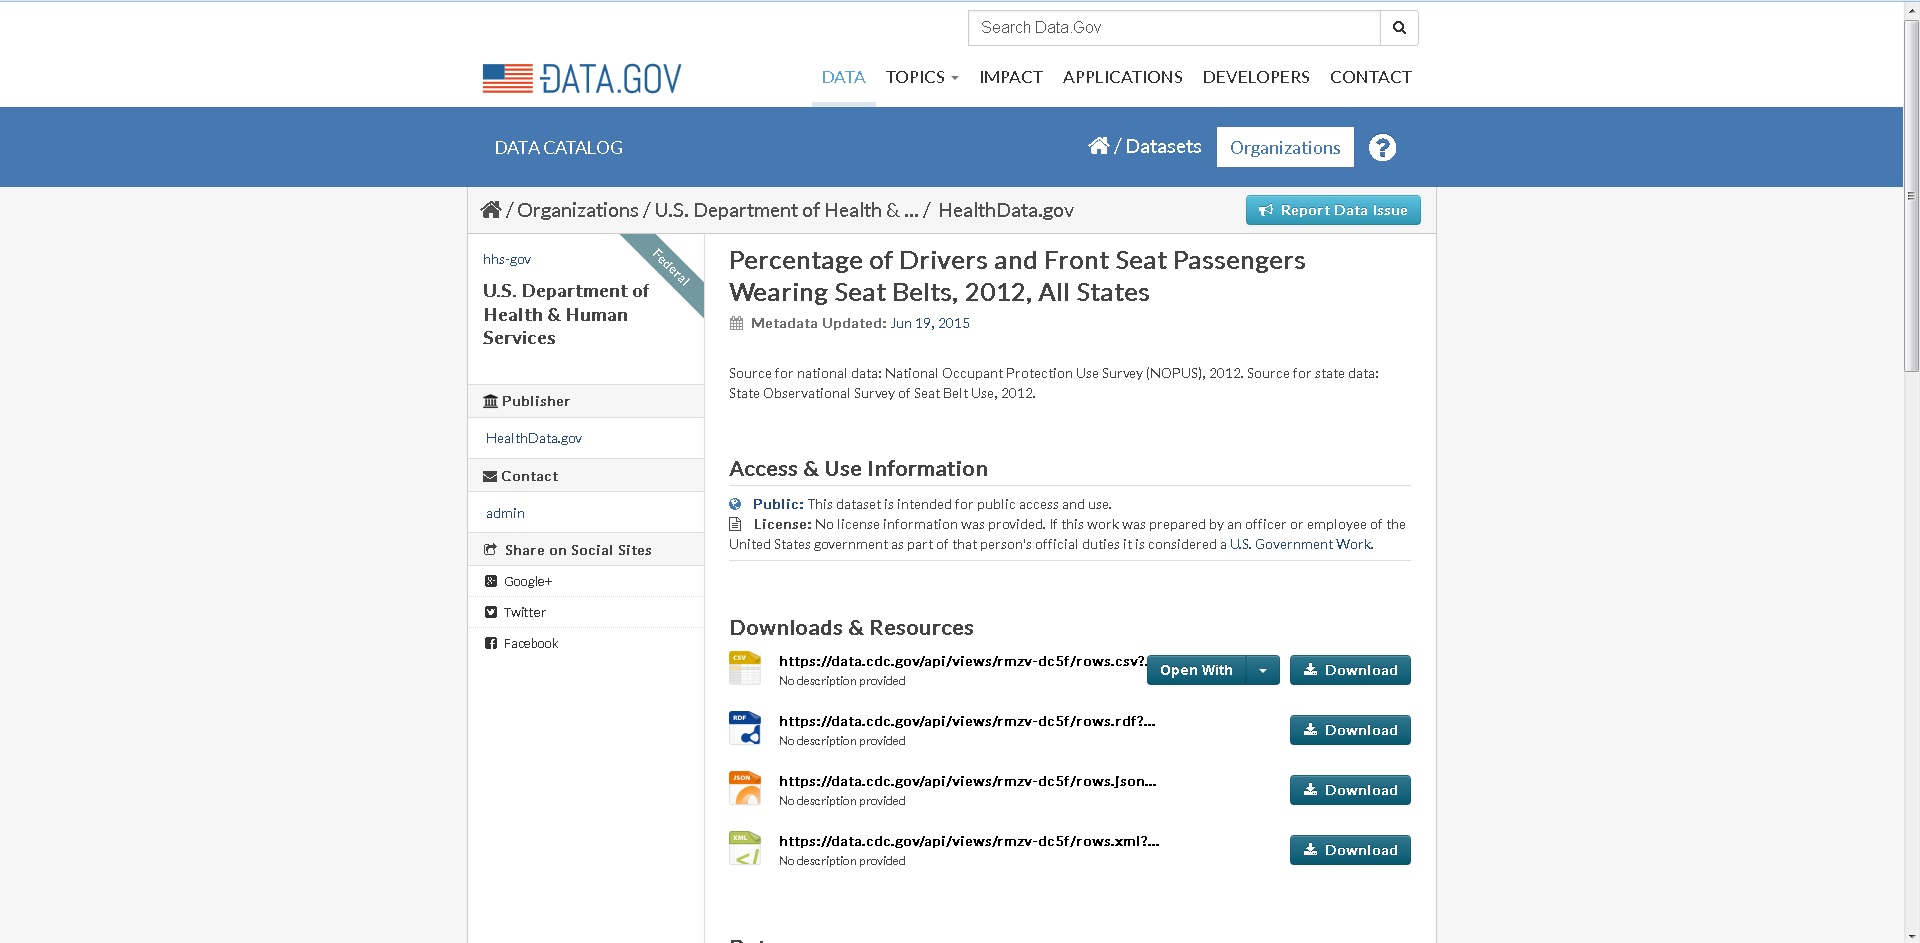 Search Data.Gov
DATA.GOV
DATA TOPICS IMPACT APPLICATIONS DEVELOPERS CONTACT
DATA CATALOG
/ Datasets Organizations ?
/ Organizations / U.S. Department of Health & ... / HealthData.gov
Report Data Issue
Federal
hhs-gov
U.S. Department of
Health & Human
Services
Publisher
HealthData.gov
Contact
admin
Share on Social Sites
Google+
Twitter
Facebook
Percentage of Drivers and Front Seat Passengers
Wearing Seat Belts, 2012, All States
Metadata Updated: Jun 19, 2015
Source for national data: National Occupant Protection Use Survey (NOPUS), 2012. Source for state data:
State Observational Survey of Seat Belt Use, 2012.
Access & Use Information
Public: This dataset is intended for public access and use.
License: No license information was provided. If this work was prepared by an officer or employee of the
United States government as part of that person's official duties it is considered a U.S. Government Work.
Downloads & Resources
CSV
https://data.cdc.gov/api/views/rmzv-dc5f/rows.csv?.
No description provided
Open With
Download
RDF
https://data.cdc.gov/api/views/rmzv-dc5f/rows.rdf?...
No description provided
Download
JSON
https://data.cdc.gov/api/views/rmzv-dc5f/rows.json...
No description provided
Download
XML
https://data.cdc.gov/api/views/rmzv-dc5f/rows.xml?...
No description provided
Download